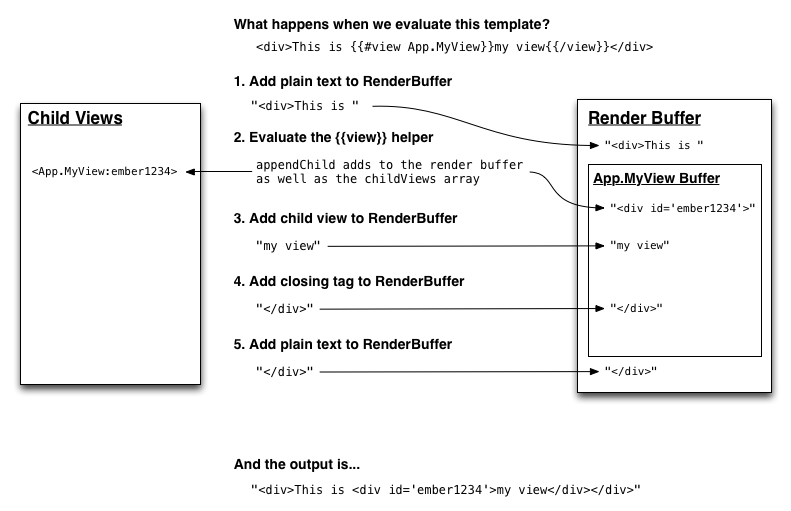 What happens when we evaluate this template?
<div>This is {{#view App.MyView}}my view{{/view}}</div>
1. Add plain text to RenderBuffer
"<div>This is "
Child Views
Render Buffer
2. Evaluate the {{view}} helper
"<div>This is "
<App.MyView:ember1234>
appendChild adds to the render buffer
as well as the childViews array
App.MyView Buffer
"<div id='ember1234'>"
3. Add child view to RenderBuffer
"my view"
"my view"
4. Add closing tag to RenderBuffer
"</div>"
"</div>"
5. Add plain text to RenderBuffer
"</div>"
"</div>"
And the output is...
"<div>This is <div id='ember1234'>my view</div></div>"